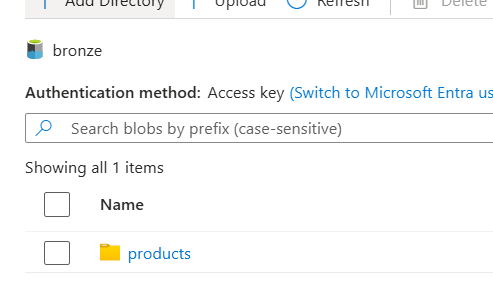 Add Directory Upload Refresh Delete
bronze
Authentication method: Access key (Switch to Microsoft Entra us
Search blobs by prefix (case-sensitive)
Showing all 1 items
Name
products